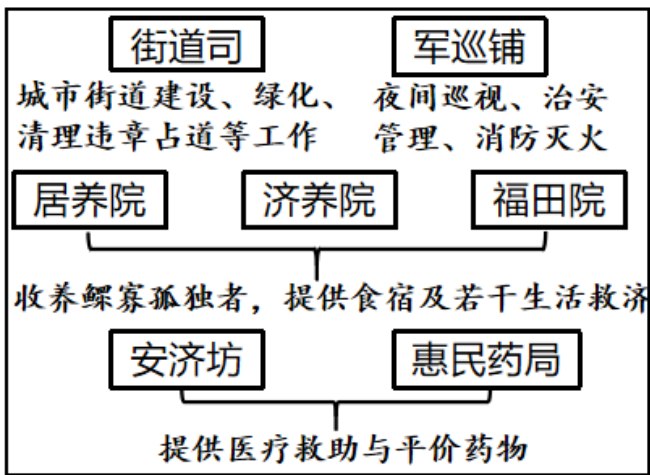 街道司 军巡铺
城市街道建设、绿化、 夜间巡视、治安
清理违章占道等工作 管理、消防灭火
居养院 济养院 福田院
收养鳏寡孤独者，提供食宿及若干生活救济
安济坊 惠民药局
提供医疗救助与平价药物